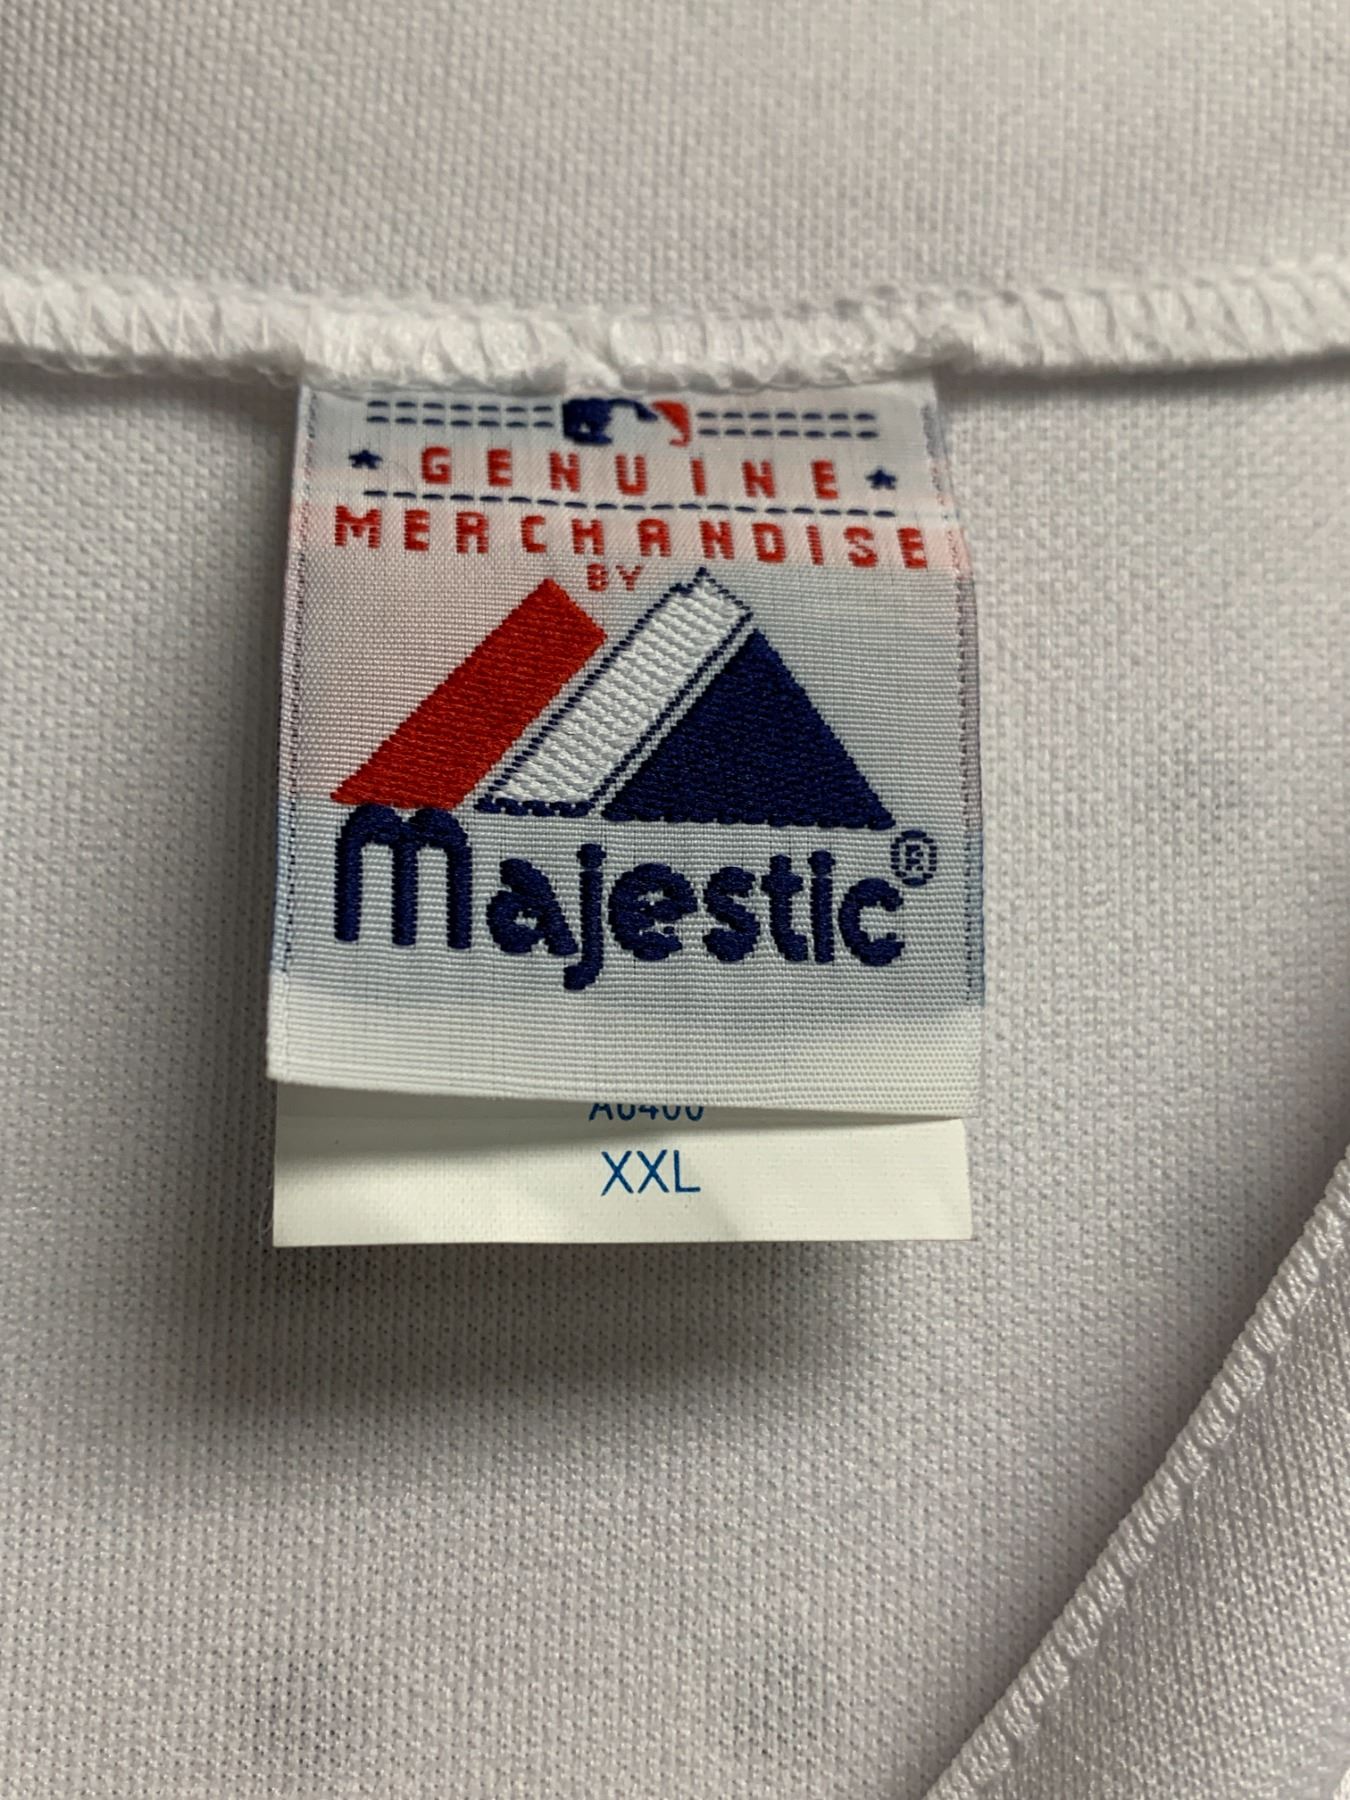 GENUINE
MERCHANDISE
BY
majestic®
XXL